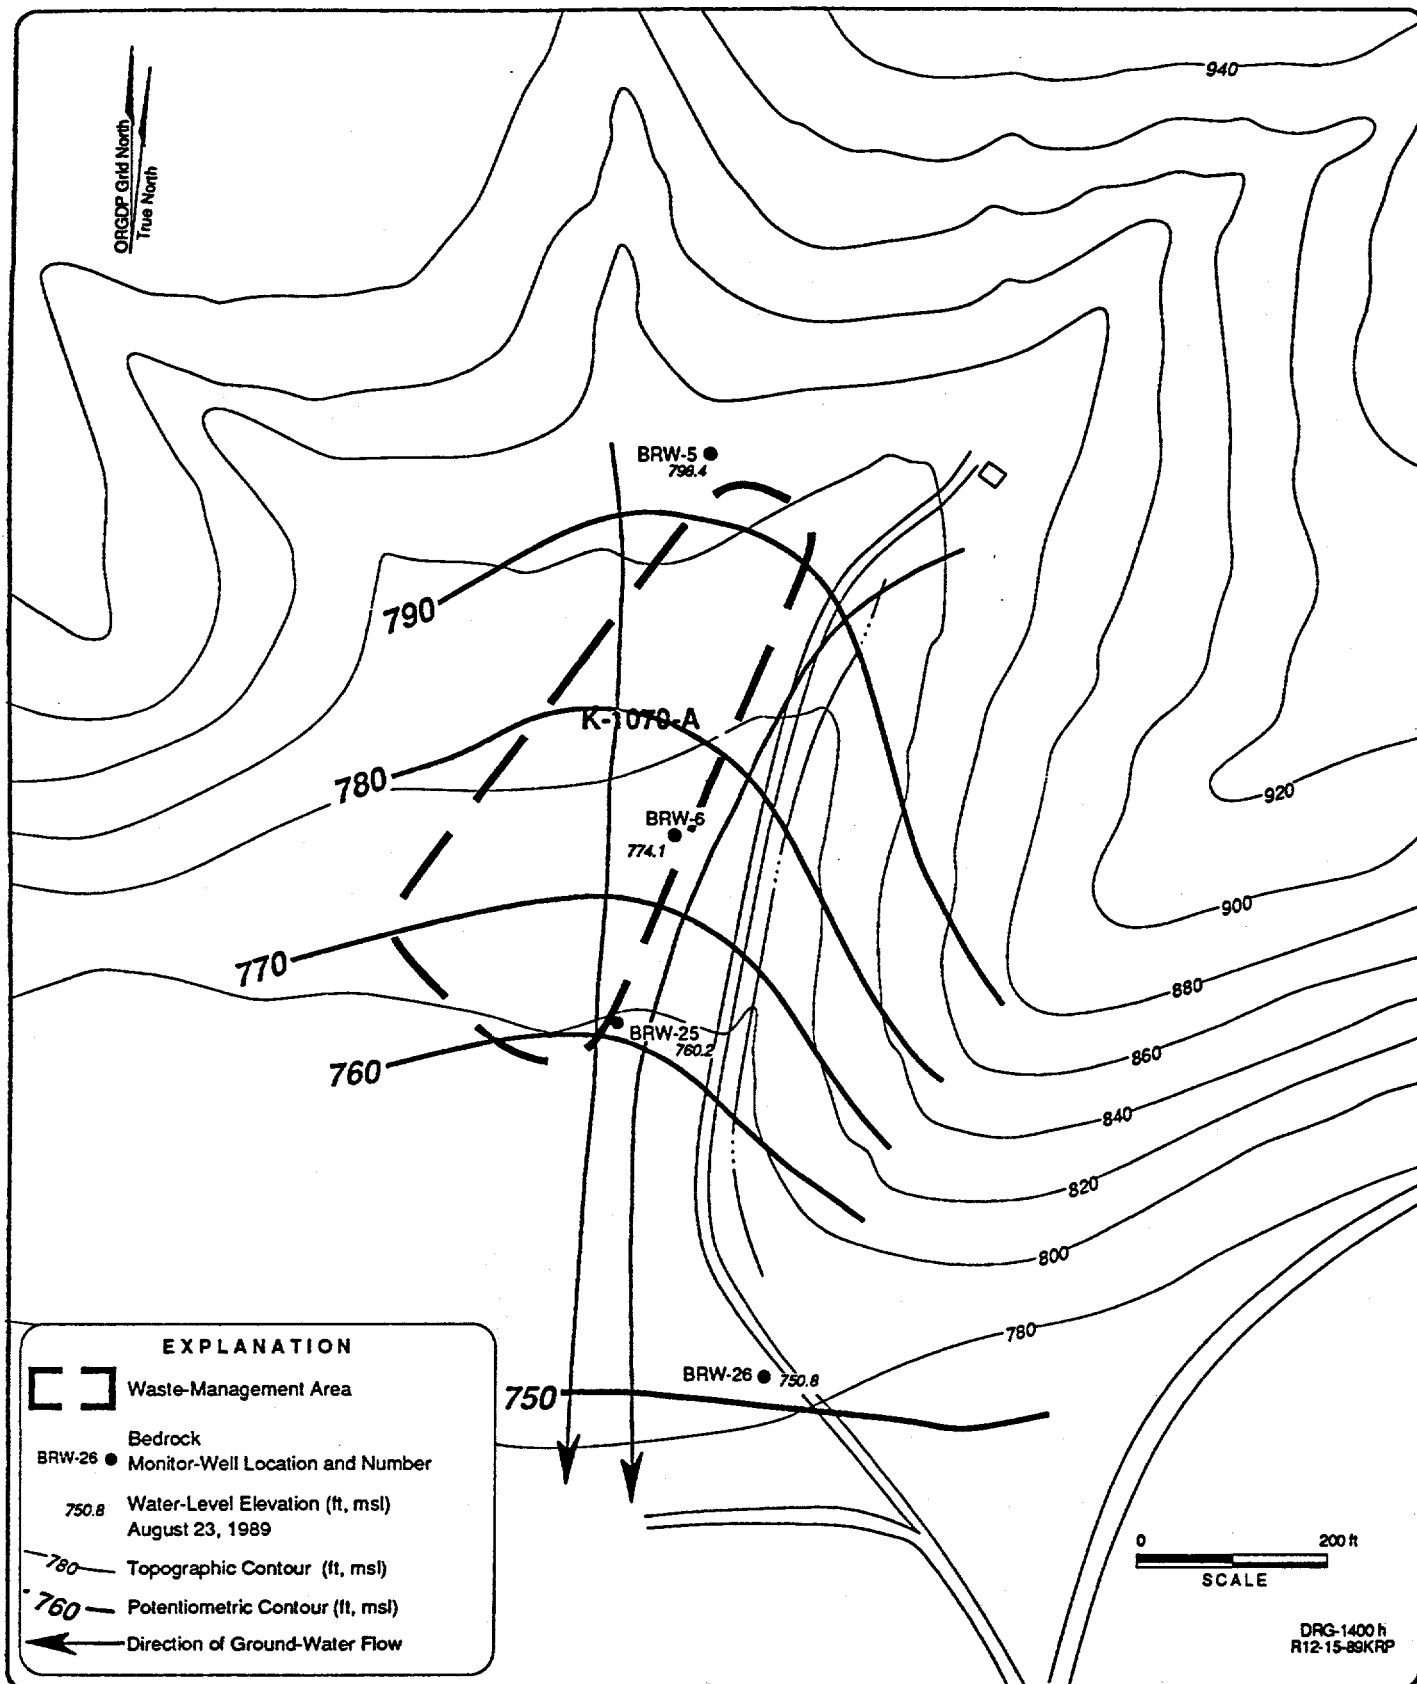 940
ORGDP Grid North
True North
BRW-5
798.4
790
K-1070-A
780
920
BRW-6
774.1
900
770
880
BRW-25
760.2
760
860
840
820
800
780
BRW-26
750.8
750
EXPLANATION
Waste-Management Area
Bedrock
BRW-26 Monitor-Well Location and Number
750.8 Water-Level Elevation (ft, msl)
August 23, 1989
780 Topographic Contour (ft, msl)
760 Potentiometric Contour (ft, msl)
Direction of Ground-Water Flow
0 200 ft
SCALE
DRG-1400 h
R12-15-89KRP